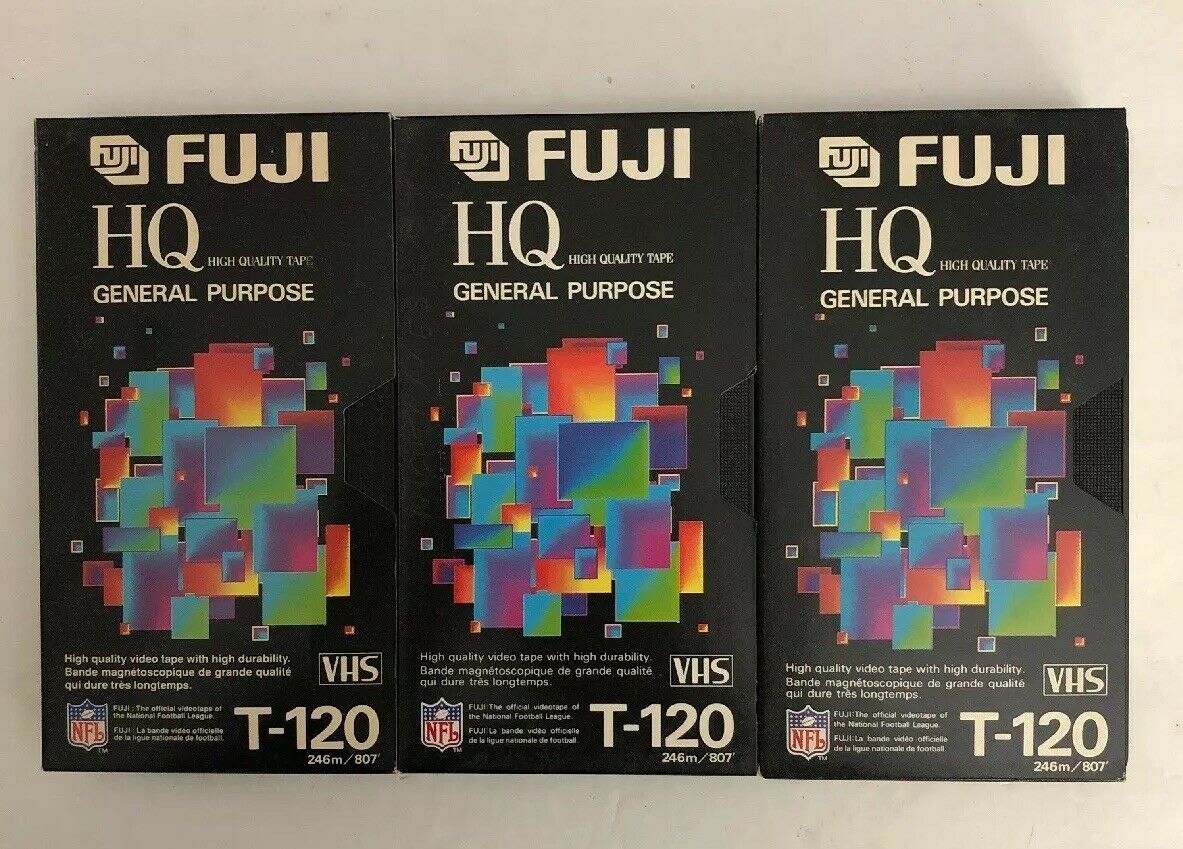 FUJI FUJI
HQ HIGH QUALITY TAPE
GENERAL PURPOSE
High quality video tape with high durability.
Bande magnétoscopique de grande qualité
qui dure très longtemps.
VHS
NFL
TM
FUJI: The official videotape of
the National Football League.
FUJI: La bande vidéo officielle
de la ligue nationale de football.
T-120
246m/807'
FUJI FUJI
HQ HIGH QUALITY TAPE
GENERAL PURPOSE
High quality video tape with high durability.
Bande magnétoscopique de grande qualité
qui dure très longtemps.
VHS
NFL
TM
FUJI: The official videotape of
the National Football League.
FUJI: La bande vidéo officielle
de la ligue nationale de football.
T-120
246m/807'
FUJI FUJI
HQ HIGH QUALITY TAPE
GENERAL PURPOSE
High quality video tape with high durability.
Bande magnétoscopique de grande qualité
qui dure très longtemps.
VHS
NFL
TM
FUJI: The official videotape of
the National Football League.
FUJI: La bande vidéo officielle
de la ligue nationale de football.
T-120
246m/807'